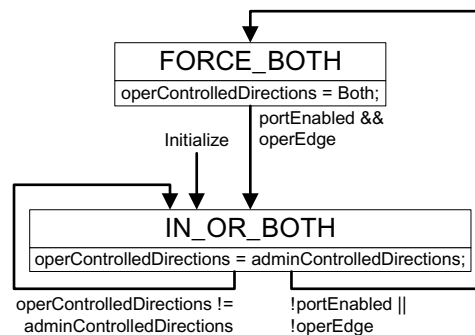 FORCE_BOTH
operControlledDirections = Both;
portEnabled &&
operEdge
Initialize
IN_OR_BOTH
operControlledDirections = adminControlledDirections;
operControlledDirections !=
adminControlledDirections
!portEnabled ||
!operEdge